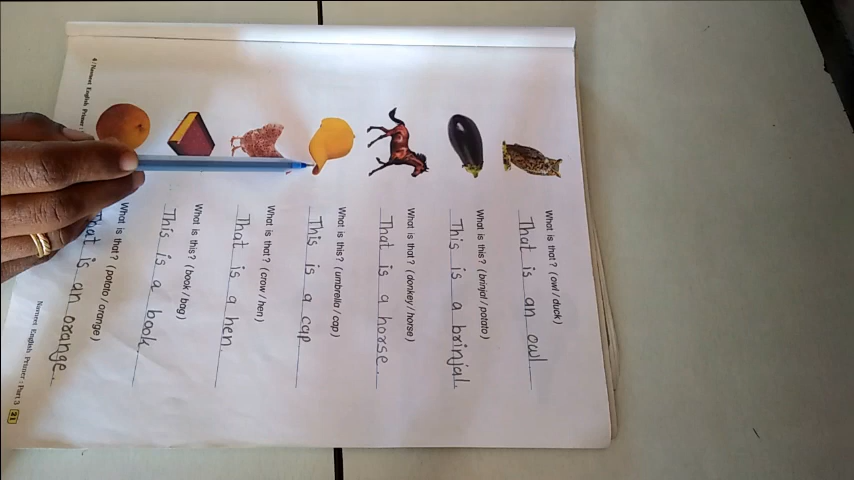 What is that? (owl / duck)
That is an owl
What is this? (brinjal / potato)
This is a brinjal.
What is that? (donkey / horse)
That is a horse.
What is this? (umbrella / cap)
This is a cap
What is that? (crow / hen)
That is a hen
What is this? (book / bag)
This is a book
What is that? (potato / orange)
That is an orange.
Navneet English Primer : Part 3 21